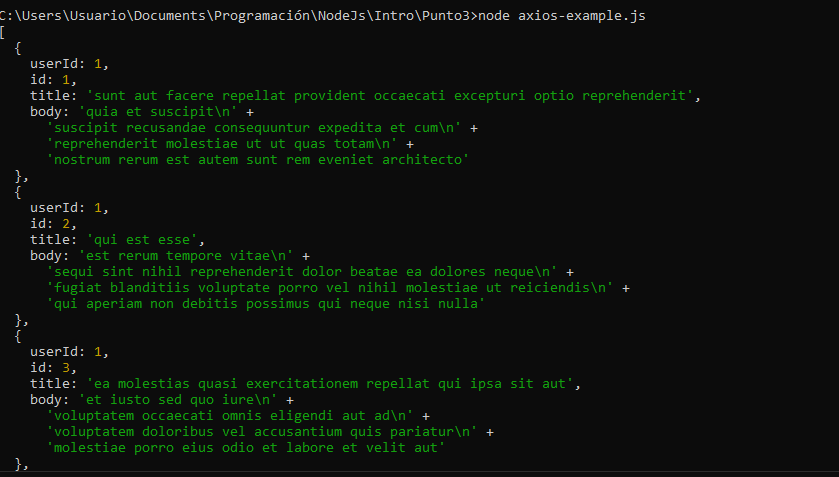 C:\Users\Usuario\Documents\Programación\NodeJs\Intro\Punto3>node axios-example.js
[
  {
    userId: 1,
    id: 1,
    title: 'sunt aut facere repellat provident occaecati excepturi optio reprehenderit',
    body: 'quia et suscipit\n' +
      'suscipit recusandae consequuntur expedita et cum\n' +
      'reprehenderit molestiae ut ut quas totam\n' +
      'nostrum rerum est autem sunt rem eveniet architecto'
  },
  {
    userId: 1,
    id: 2,
    title: 'qui est esse',
    body: 'est rerum tempore vitae\n' +
      'sequi sint nihil reprehenderit dolor beatae ea dolores neque\n' +
      'fugiat blanditiis voluptate porro vel nihil molestiae ut reiciendis\n' +
      'qui aperiam non debitis possimus qui neque nisi nulla'
  },
  {
    userId: 1,
    id: 3,
    title: 'ea molestias quasi exercitationem repellat qui ipsa sit aut',
    body: 'et iusto sed quo iure\n' +
      'voluptatem occaecati omnis eligendi aut ad\n' +
      'voluptatem doloribus vel accusantium quis pariatur\n' +
      'molestiae porro eius odio et labore et velit aut'
  },